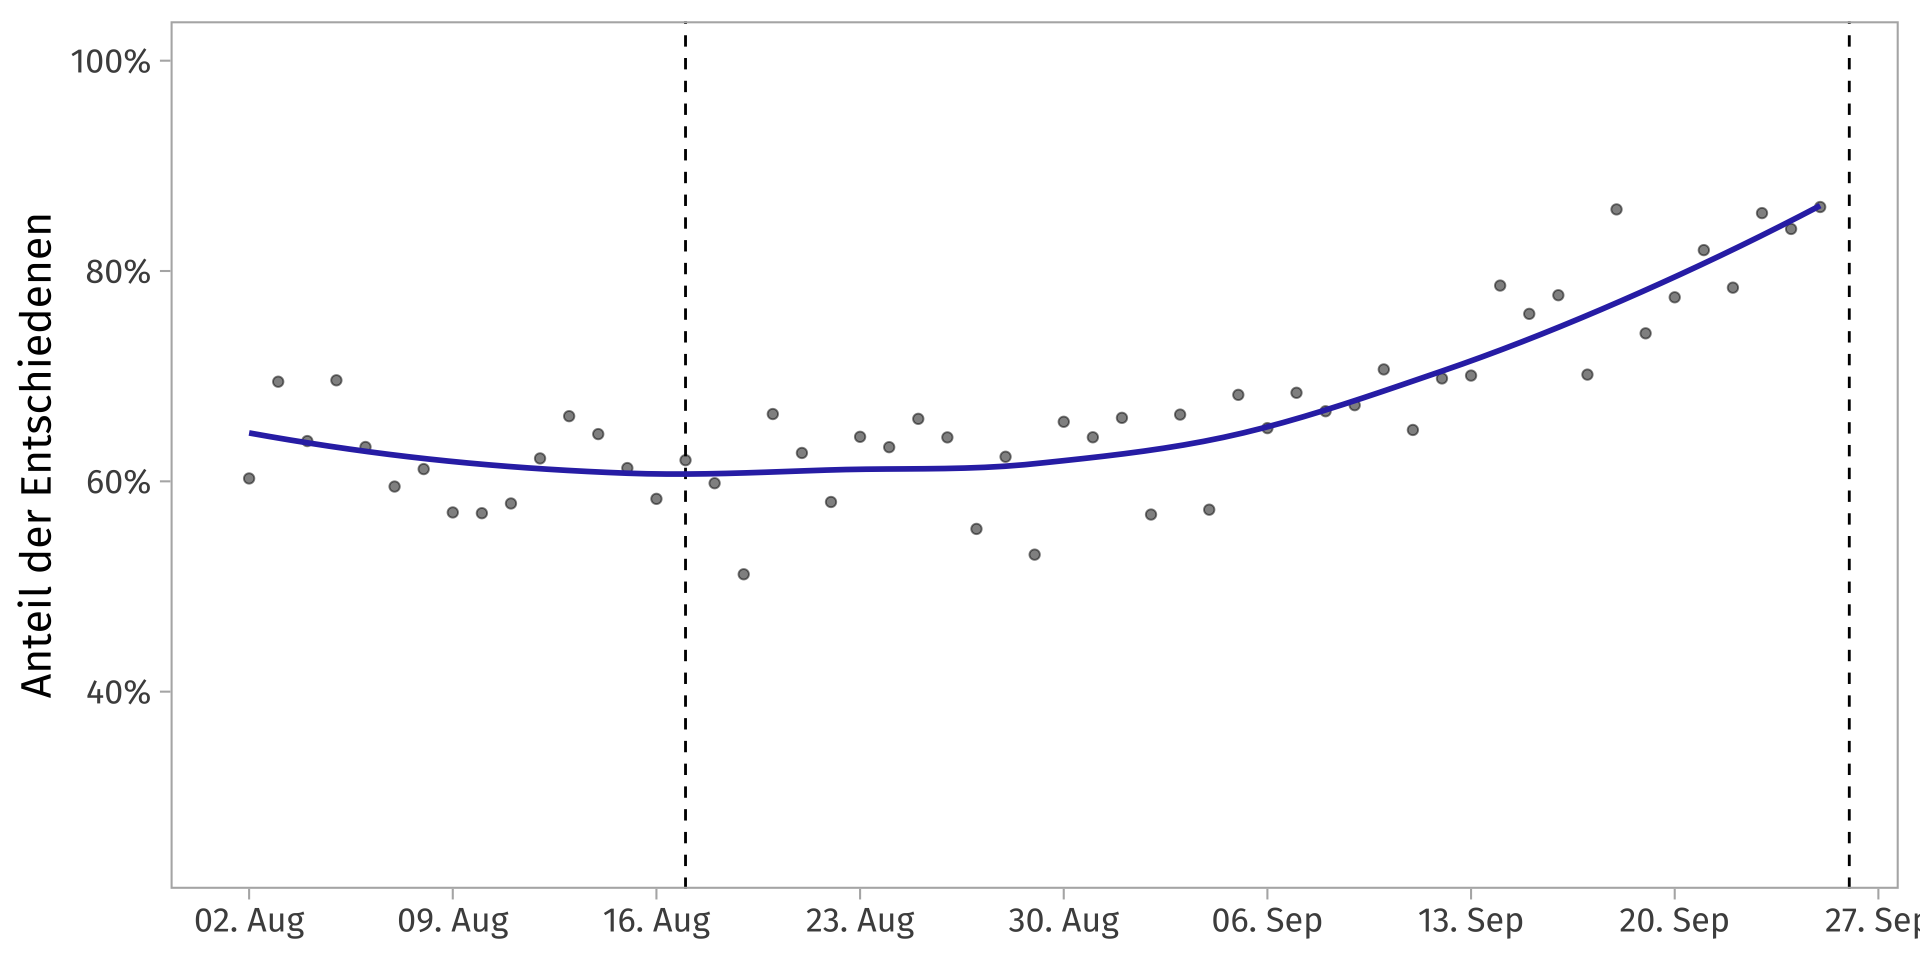 Anteil der Entschiedenen
100%
80%
60%
40%
02. Aug
09. Aug
16. Aug
23. Aug
30. Aug
06. Sep
13. Sep
20. Sep
27. Sep